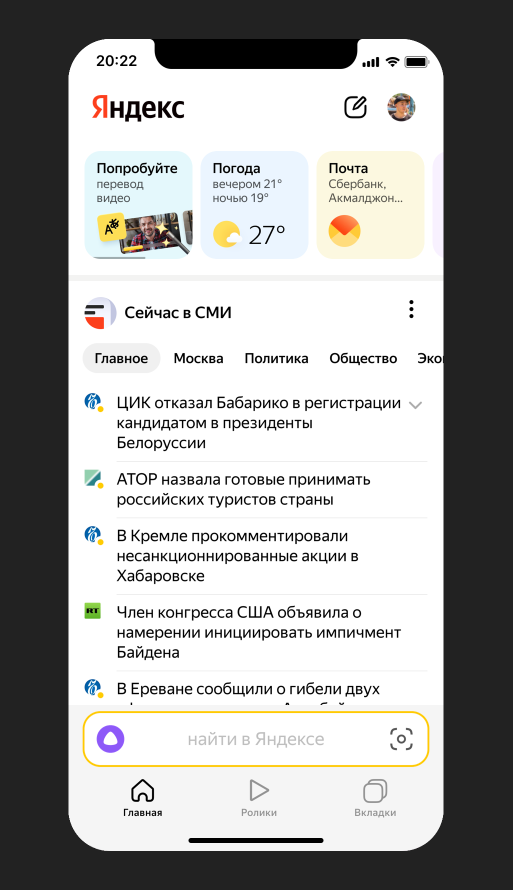 20:22
Яндекс
Попробуйте
перевод
видео
Погода
вечером 21°
ночью 19°
27°
Почта
Сбербанк,
Акмалджон...
Сейчас в СМИ
Главное Москва Политика Общество
ЦИК отказал Бабарико в регистрации
кандидатом в президенты
Белоруссии
АТОР назвала готовые принимать
российских туристов страны
В Кремле прокомментировали
несанкционированные акции в
Хабаровске
RT
Член конгресса США объявила о
намерении инициировать импичмент
Байдена
В Ереване сообщили о гибели двух
найти в Яндексе
Главная Ролики Вкладки